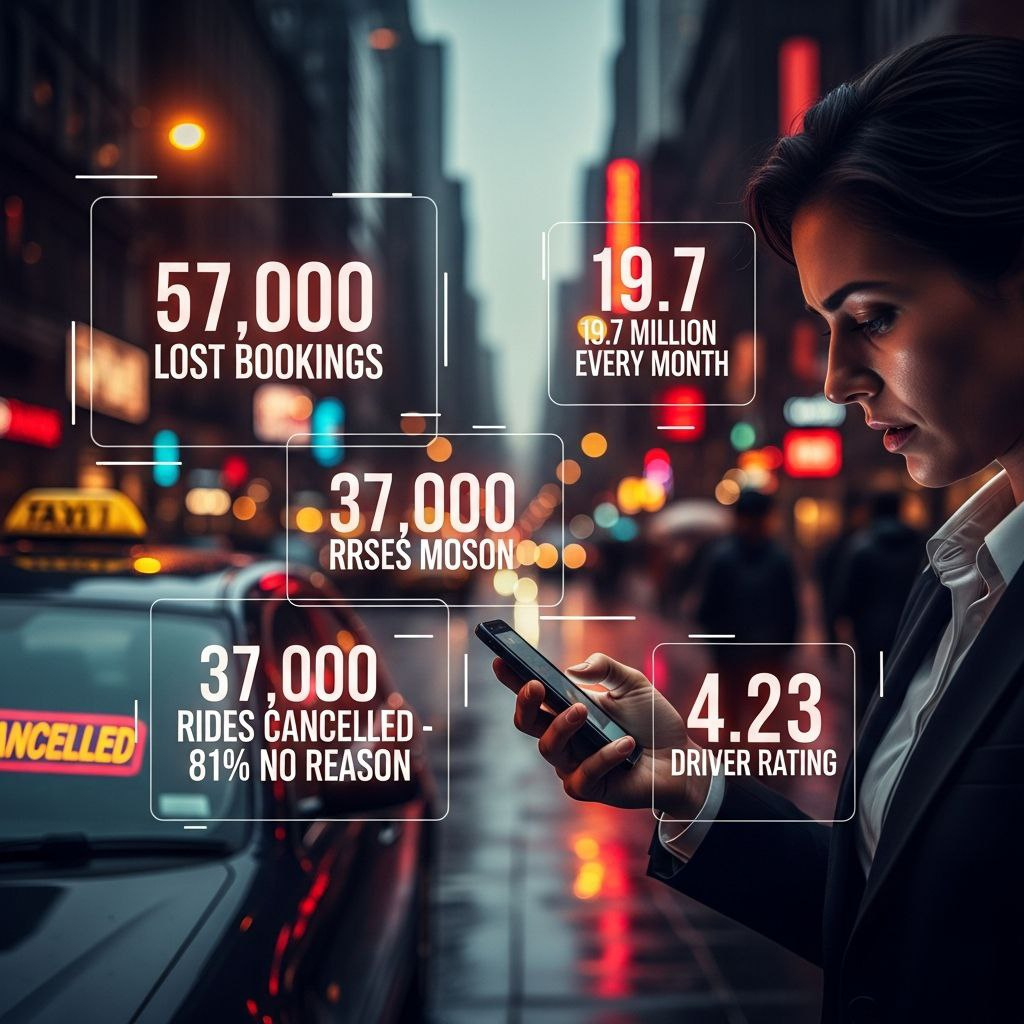 57,000
LOST BOOKINGS
19.7
19.7 MILLION
EVERY MONTH
37,000
RRSES MOSON
TAXI
37,000
RIDES CANCELLED -
81% NO REASON
ANCELLED
4.23
DRIVER RATING